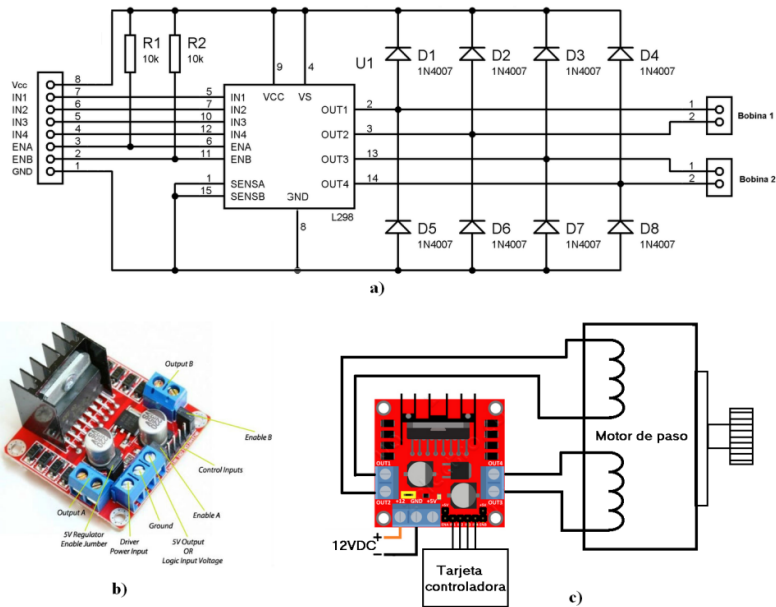 R1
10k
R2
10k
9
4
U1
D1
1N4007
D2
1N4007
D3
1N4007
D4
1N4007
Vcc
8
IN1
7
IN2
6
IN3
5
IN4
4
ENA
3
ENB
2
GND
1
5
7
10
12
6
11
1
15
VCC
VS
IN1
IN2
IN3
IN4
ENA
ENB
SENSA
SENSB
GND
OUT1
OUT2
OUT3
OUT4
L298
8
2
3
13
14
1
2
Bobina 1
1
2
Bobina 2
D5
1N4007
D6
1N4007
D7
1N4007
D8
1N4007
a)
Output B
Enable B
Control Inputs
Enable A
Output A
5V Regulator
Enable Jumber
Driver
Power Input
Ground
5V Output
OR
Logic Input Voltage
b)
Motor de paso
OUT1
OUT2
OUT4
OUT3
+12
GND
+5V
12VDC
+
−
Tarjeta
controladora
c)